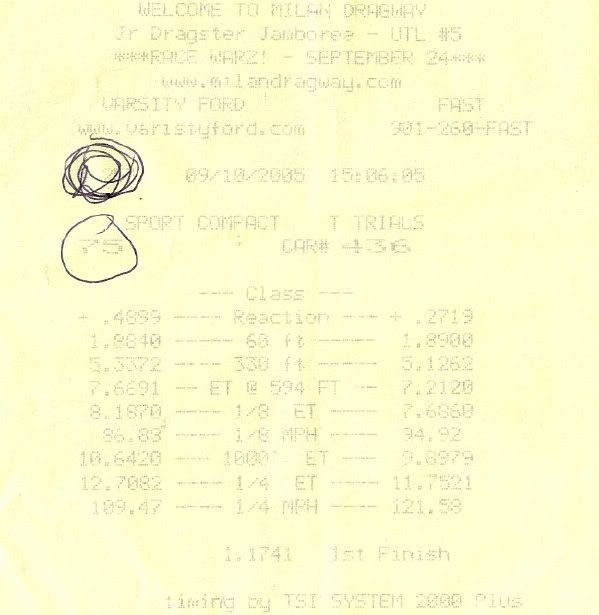 WELCOME TO MILAN DRAGWAY
Jr Dragster Jamboree - UTL #5
***RACE WARZ! - SEPTEMBER 24***
www.milandragway.com
VARSITY FORD FAST
www.varistyford.com 901-260-FAST
09/10/2005 15:06:05
SPORT COMPACT T TRIALS
75 CAR# 436
--- Class ---
+ .4899 ---- Reaction --- + .2719
1.8840 ----- 60 ft ----- 1.8900
5.3372 ---- 330 ft ----- 5.1262
7.6691 -- ET @ 594 FT -- 7.2120
8.1870 ---- 1/8 ET ----- 7.6860
86.88 ---- 1/8 MPH ----- 94.92
10.6420 --- 1000' - ET --- 9.8979
12.7082 ---- 1/4 ET ---- 11.7521
109.47 --- 1/4 MPH ---- 121.58
1.1741 1st Finish
timing by TSI SYSTEM 2000 Plus